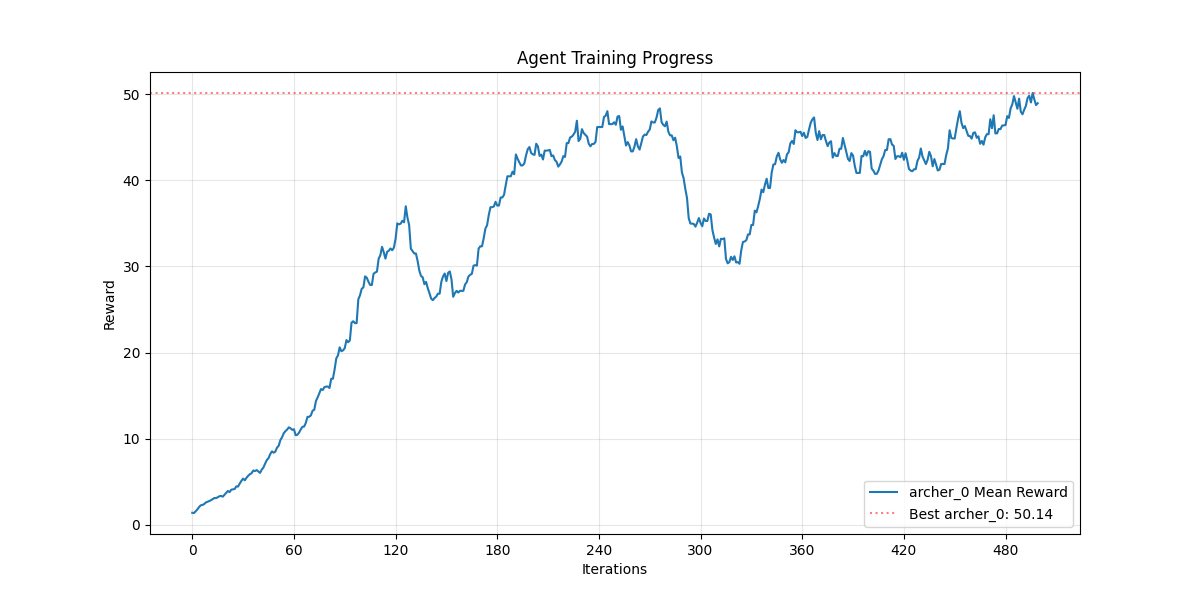 Agent Training Progress
50
40
30
20
10
0
Reward
0 60 120 180 240 300 360 420 480
Iterations
archer_0 Mean Reward
Best archer_0: 50.14